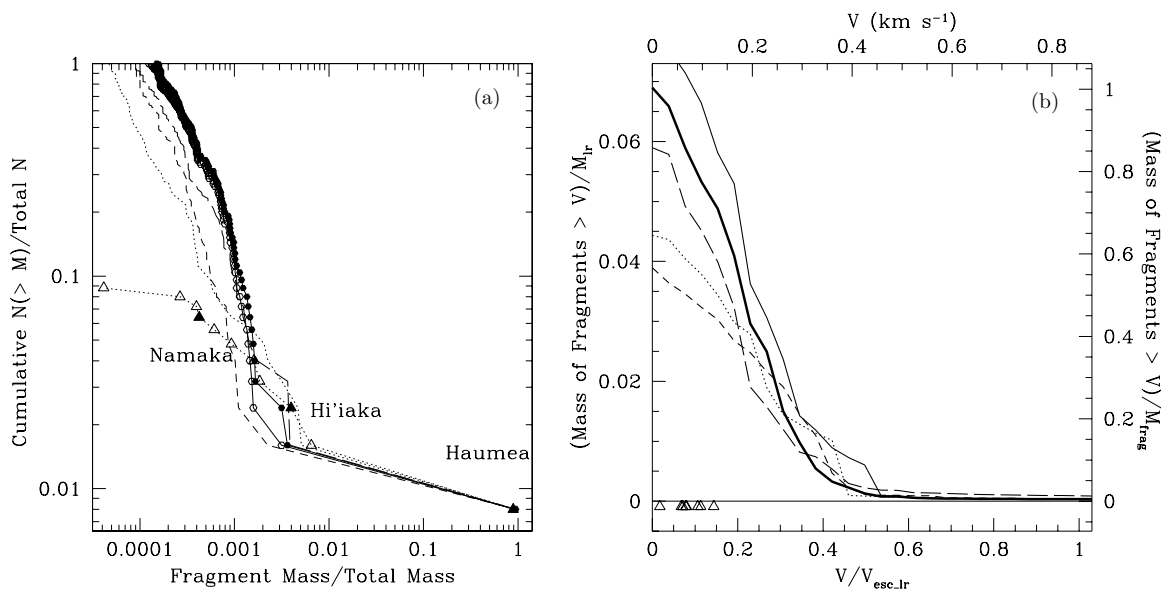 V (km s⁻¹)
0 0.2 0.4 0.6 0.8
(a)
(b)
1
0.1
0.01
Cumulative N(> M)/Total N
Namaka
Hi'iaka
Haumea
0.0001 0.001 0.01 0.1 1
Fragment Mass/Total Mass
(Mass of Fragments > V)/M_lr
0.06
0.04
0.02
0
1
0.8
0.6
0.4
0.2
0
(Mass of Fragments > V)/M_frag
0 0.2 0.4 0.6 0.8 1
V/V_esc_lr